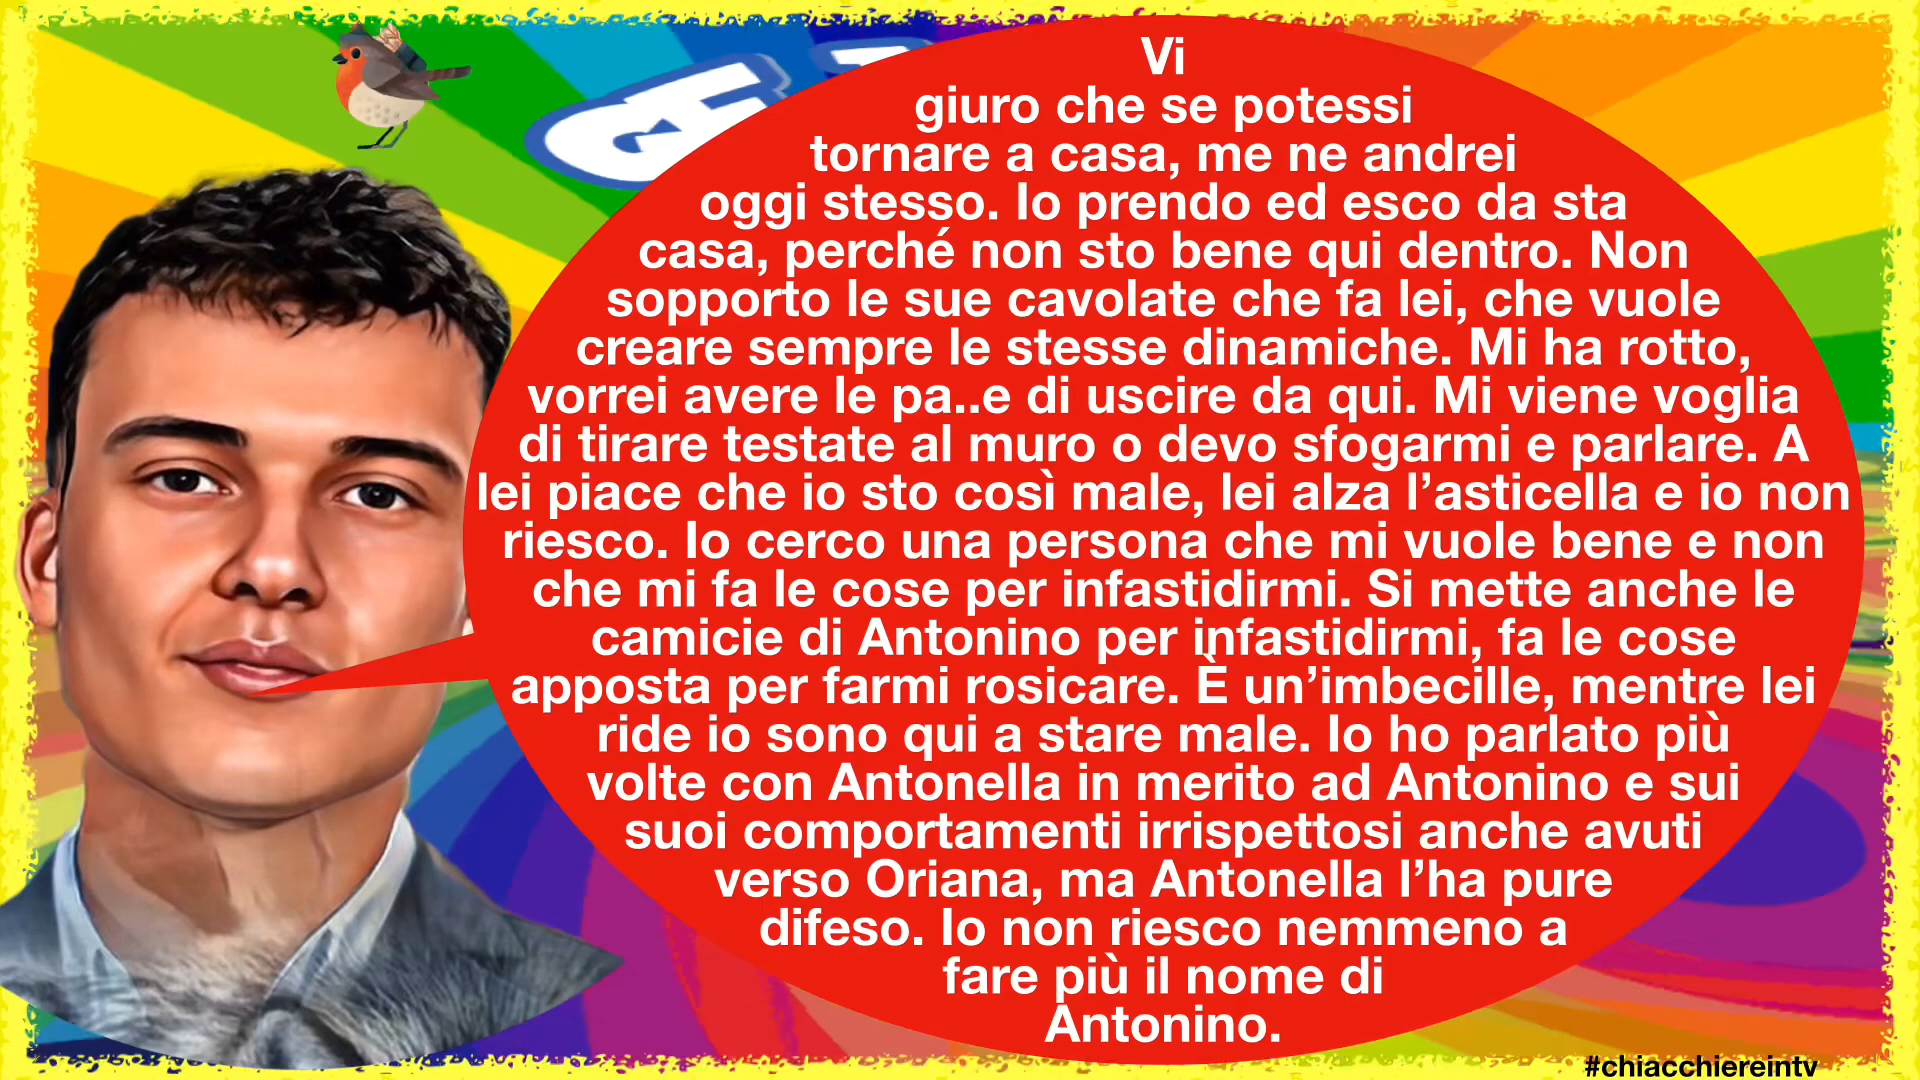 Vi
giuro che se potessi
tornare a casa, me ne andrei
oggi stesso. Io prendo ed esco da sta
casa, perché non sto bene qui dentro. Non
sopporto le sue cavolate che fa lei, che vuole
creare sempre le stesse dinamiche. Mi ha rotto,
vorrei avere le pa..e di uscire da qui. Mi viene voglia
di tirare testate al muro o devo sfogarmi e parlare. A
lei piace che io sto così male, lei alza l’asticella e io non
riesco. Io cerco una persona che mi vuole bene e non
che mi fa le cose per infastidirmi. Si mette anche le
camicie di Antonino per infastidirmi, fa le cose
apposta per farmi rosicare. È un’imbecille, mentre lei
ride io sono qui a stare male. Io ho parlato più
volte con Antonella in merito ad Antonino e sui
suoi comportamenti irrispettosi anche avuti
verso Oriana, ma Antonella l’ha pure
difeso. Io non riesco nemmeno a
fare più il nome di
Antonino.
#chiacchiereintv